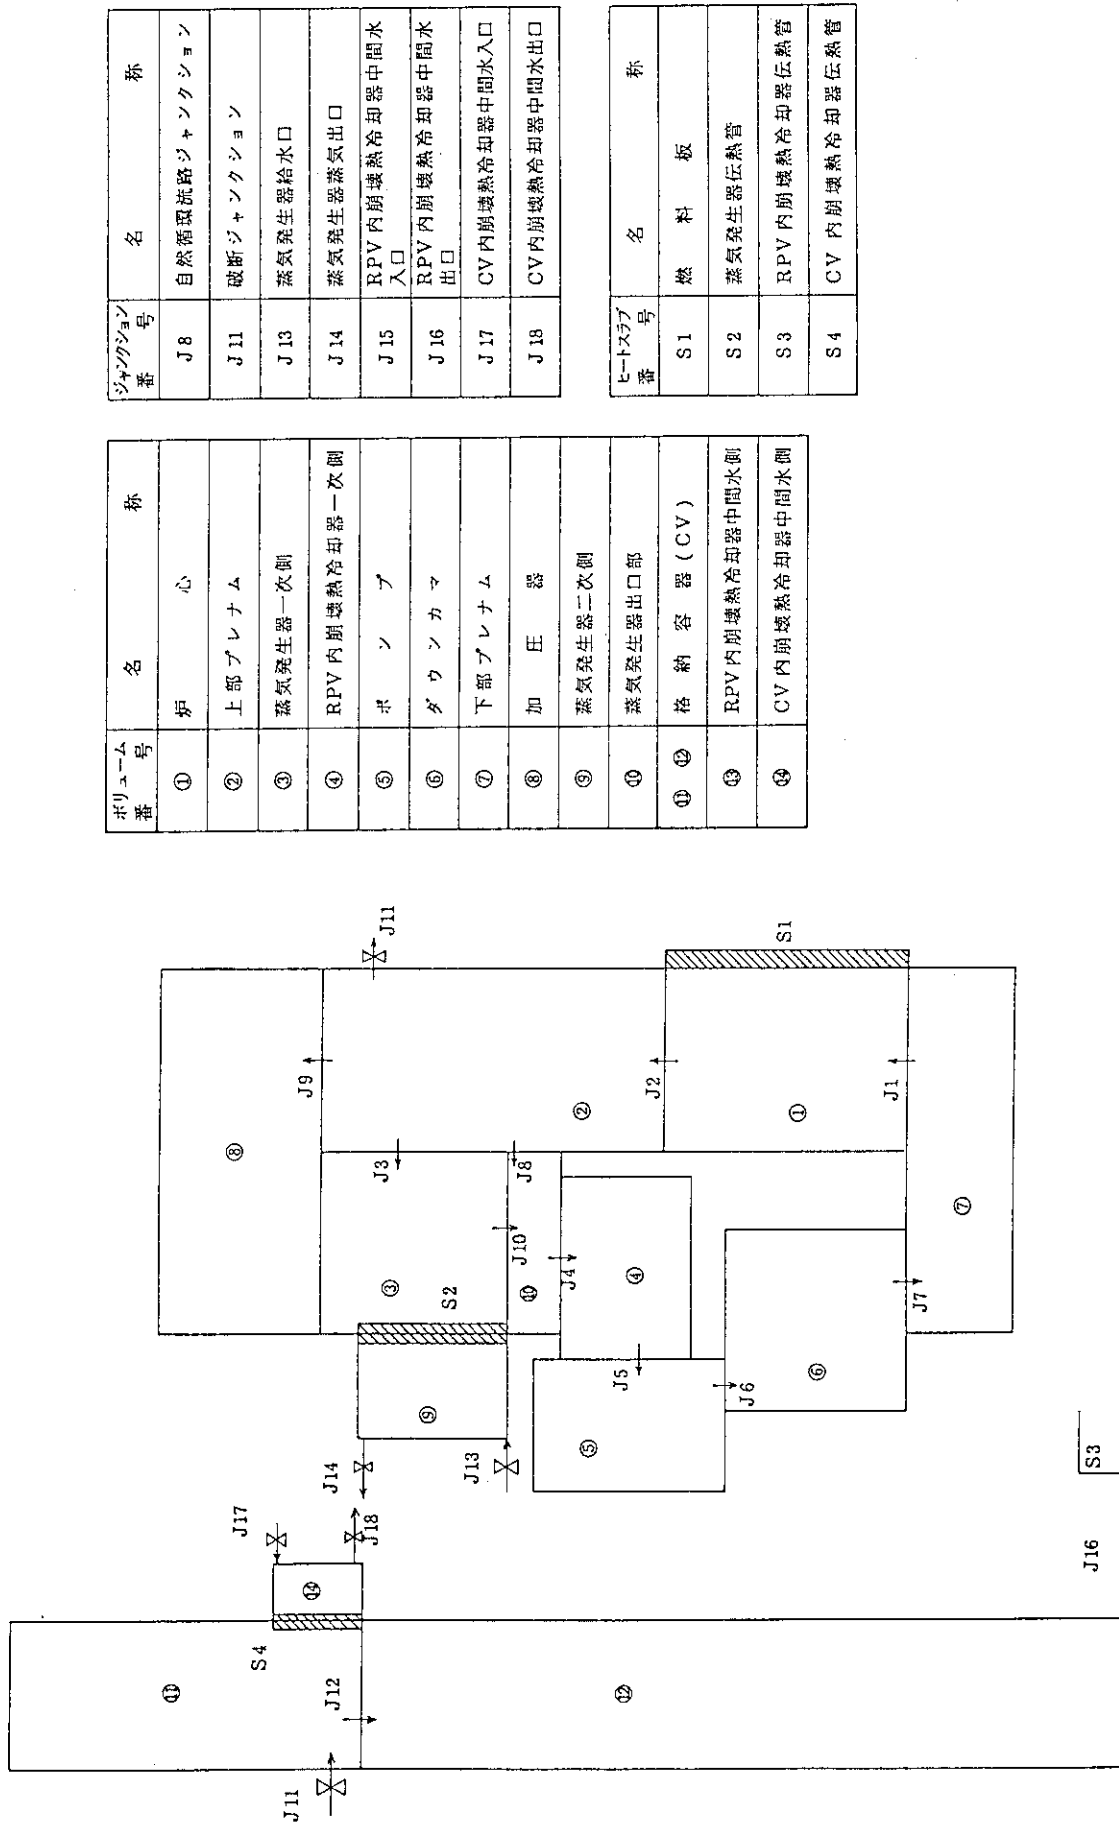 ボリューム番号 名称
① 炉心
② 上部プレナム
③ 蒸気発生器一次側
④ RPV内崩壊熱冷却器一次側
⑤ ポンプ
⑥ ダウンカマ
⑦ 下部プレナム
⑧ 加圧器
⑨ 蒸気発生器二次側
⑩ 蒸気発生器出口部
⑪ ⑫ 格納容器(CV)
⑬ RPV内崩壊熱冷却器中間水側
⑭ CV内崩壊熱冷却器中間水側
ジャンクション番号 名称
J8 自然循環流路ジャンクション
J11 破断ジャンクション
J13 蒸気発生器給水口
J14 蒸気発生器蒸気出口
J15 RPV内崩壊熱冷却器中間水
入口
J16 RPV内崩壊熱冷却器中間水
出口
J17 CV内崩壊熱冷却器中間水入口
J18 CV内崩壊熱冷却器中間水出口
ヒートスラブ番号 名称
S1 燃料板
S2 蒸気発生器伝熱管
S3 RPV内崩壊熱冷却器伝熱管
S4 CV内崩壊熱冷却器伝熱管
⑪
S4
J17
⑭
J18
J11
J12
⑫
J14
⑨
S2
③
J13
J10
⑩
J3
J8
⑧
J9
J11
②
J4
④
J5
⑤
J6
⑥
J7
J2
①
S1
J1
⑦
J16
S3